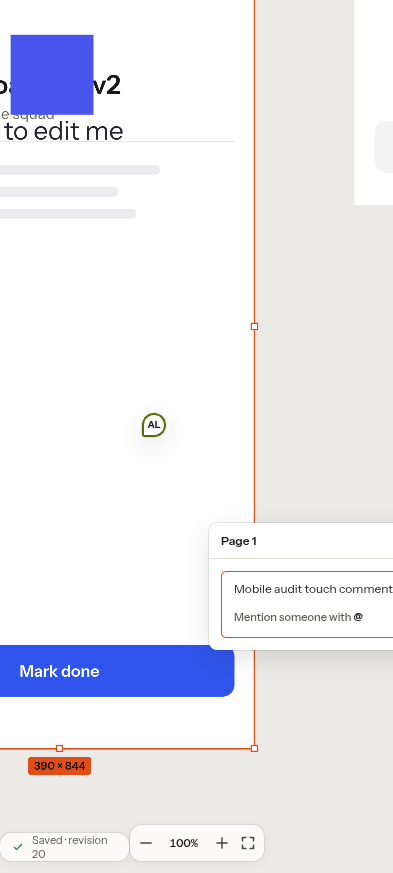 v2
e squad
to edit me
AL
Page 1
Mobile audit touch comment
Mention someone with @
Mark done
390 × 844
Saved · revision
20
100%